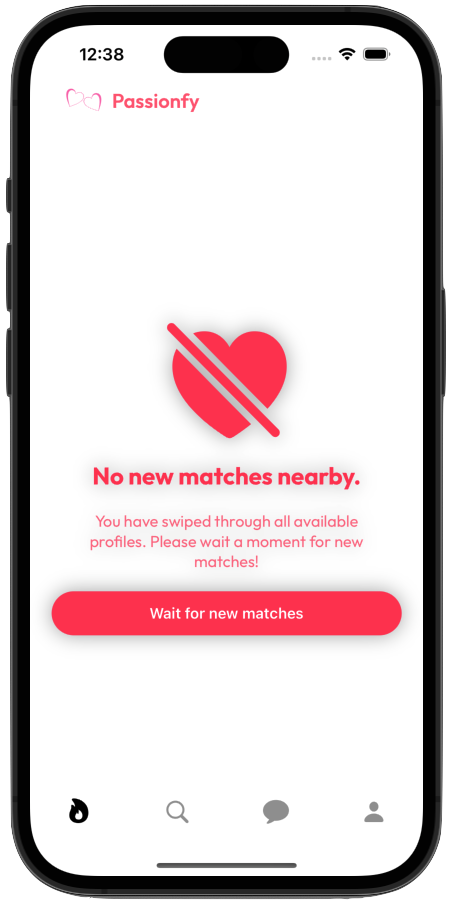 12:38
Passionfy
No new matches nearby.
You have swiped through all available
profiles. Please wait a moment for new
matches!
Wait for new matches